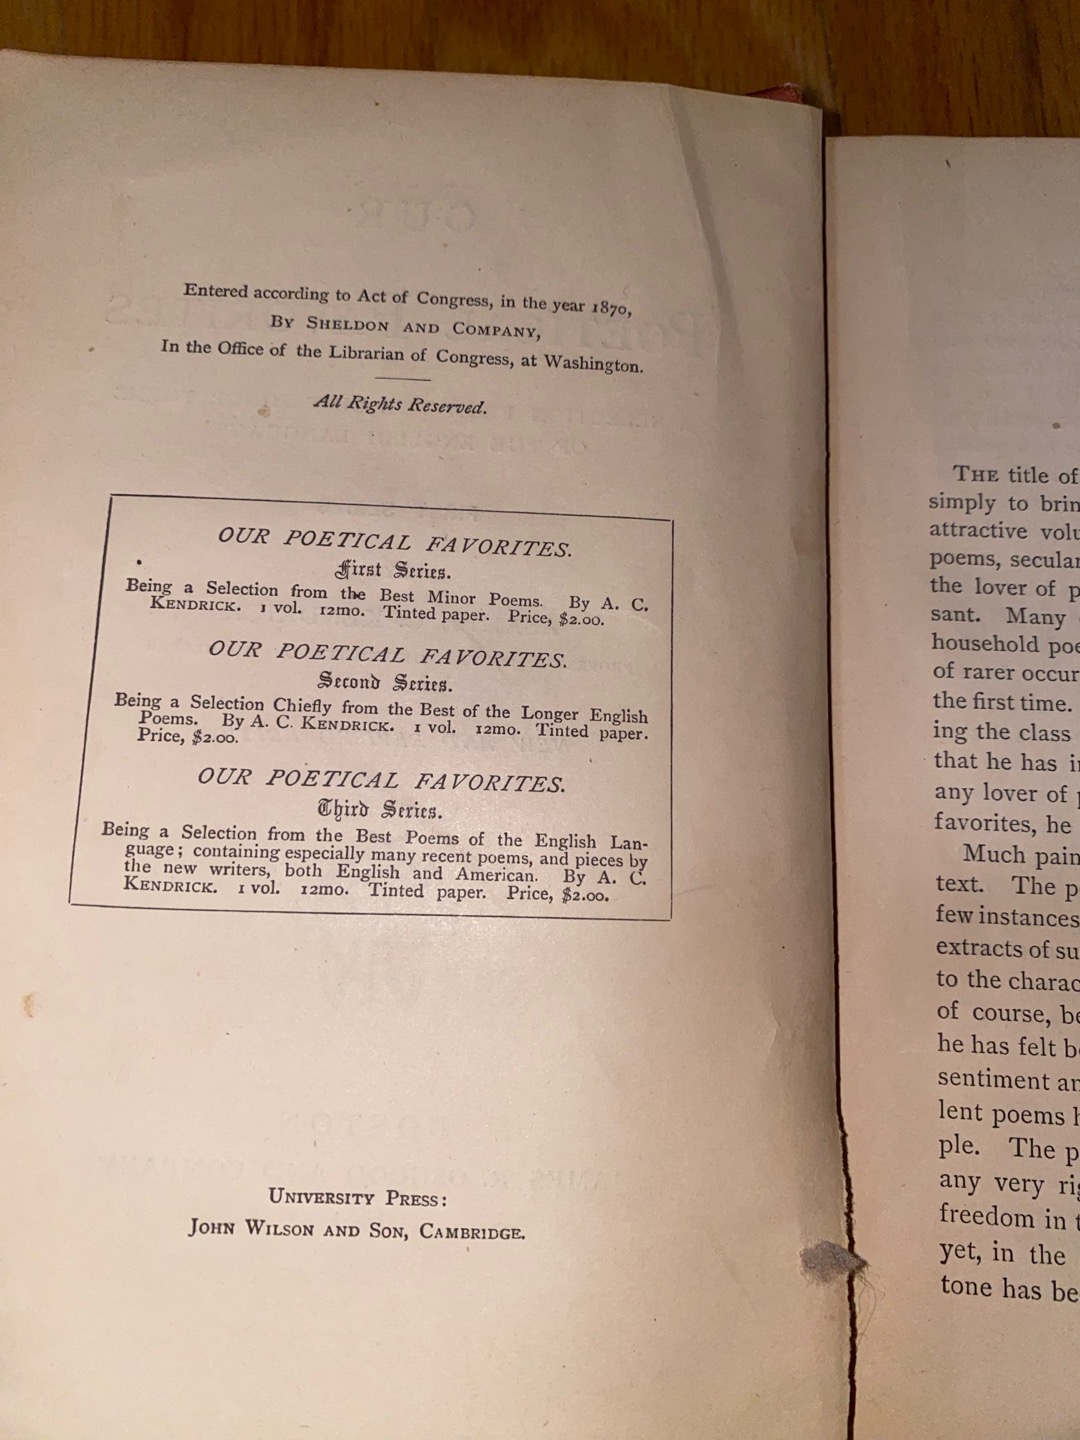 Entered according to Act of Congress, in the year 1870,
By Sheldon and Company,
In the Office of the Librarian of Congress, at Washington.
All Rights Reserved.
OUR POETICAL FAVORITES.
First Series.
Being a Selection from the Best Minor Poems. By A. C.
Kendrick. 1 vol. 12mo. Tinted paper. Price, $2.00.
OUR POETICAL FAVORITES.
Second Series.
Being a Selection Chiefly from the Best of the Longer English
Poems. By A. C. Kendrick. 1 vol. 12mo. Tinted paper.
Price, $2.00.
OUR POETICAL FAVORITES.
Third Series.
Being a Selection from the Best Poems of the English Lan-
guage; containing especially many recent poems, and pieces by
the new writers, both English and American. By A. C.
Kendrick. 1 vol. 12mo. Tinted paper. Price, $2.00.
University Press:
John Wilson and Son, Cambridge.
The title of
simply to brin
attractive volu
poems, secular
the lover of p
sant. Many
household poe
of rarer occur
the first time.
ing the class
that he has i
any lover of
favorites, he
Much pain
text. The p
few instances
extracts of su
to the charac
of course, be
he has felt b
sentiment an
lent poems h
ple. The p
any very rig
freedom in t
yet, in the
tone has be